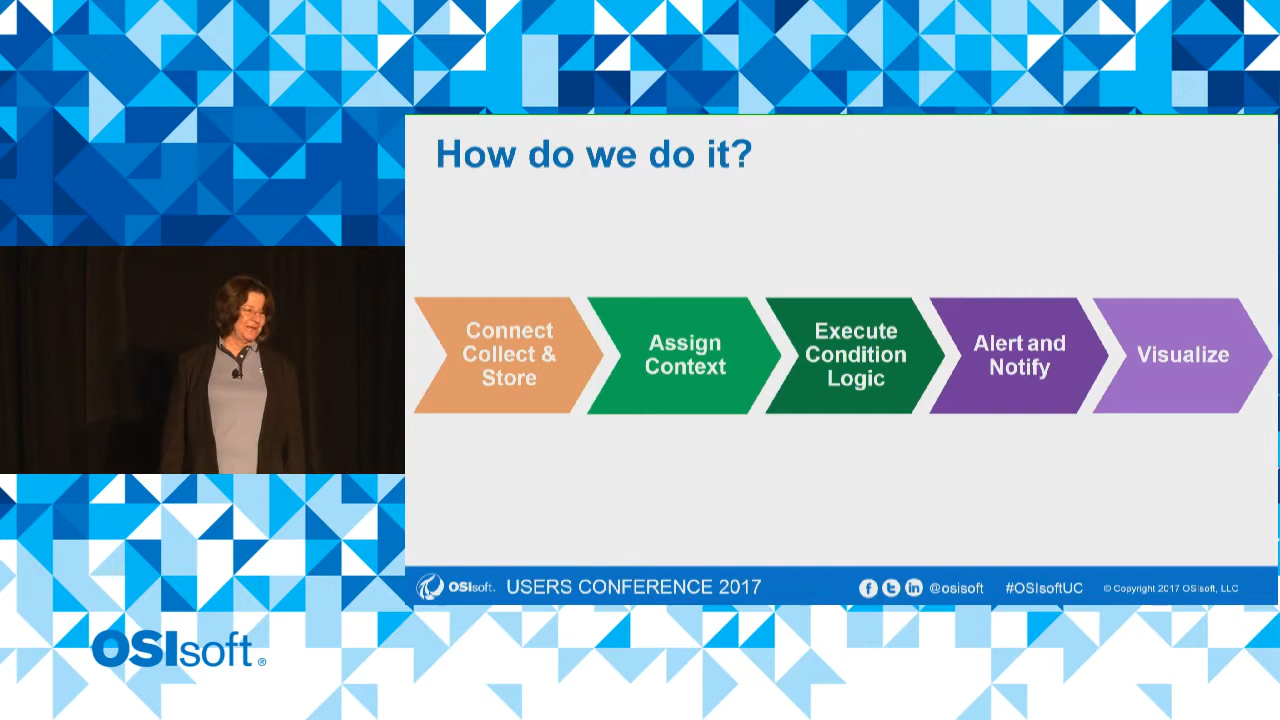 How do we do it?
Connect
Collect &
Store
Assign
Context
Execute
Condition
Logic
Alert and
Notify
Visualize
OSIsoft. USERS CONFERENCE 2017 @osisoft #OSIsoftUC © Copyright 2017 OSIsoft, LLC
OSIsoft®